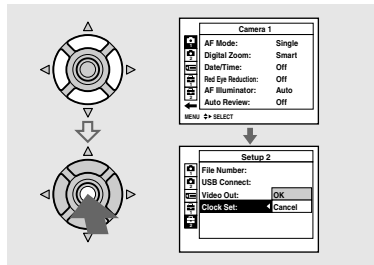 Camera 1
AF Mode: Single
Digital Zoom: Smart
Date/Time: Off
Red Eye Reduction: Off
AF Illuminator: Auto
Auto Review: Off
MENU SELECT
Setup 2
File Number:
USB Connect:
Video Out: OK
Clock Set: Cancel